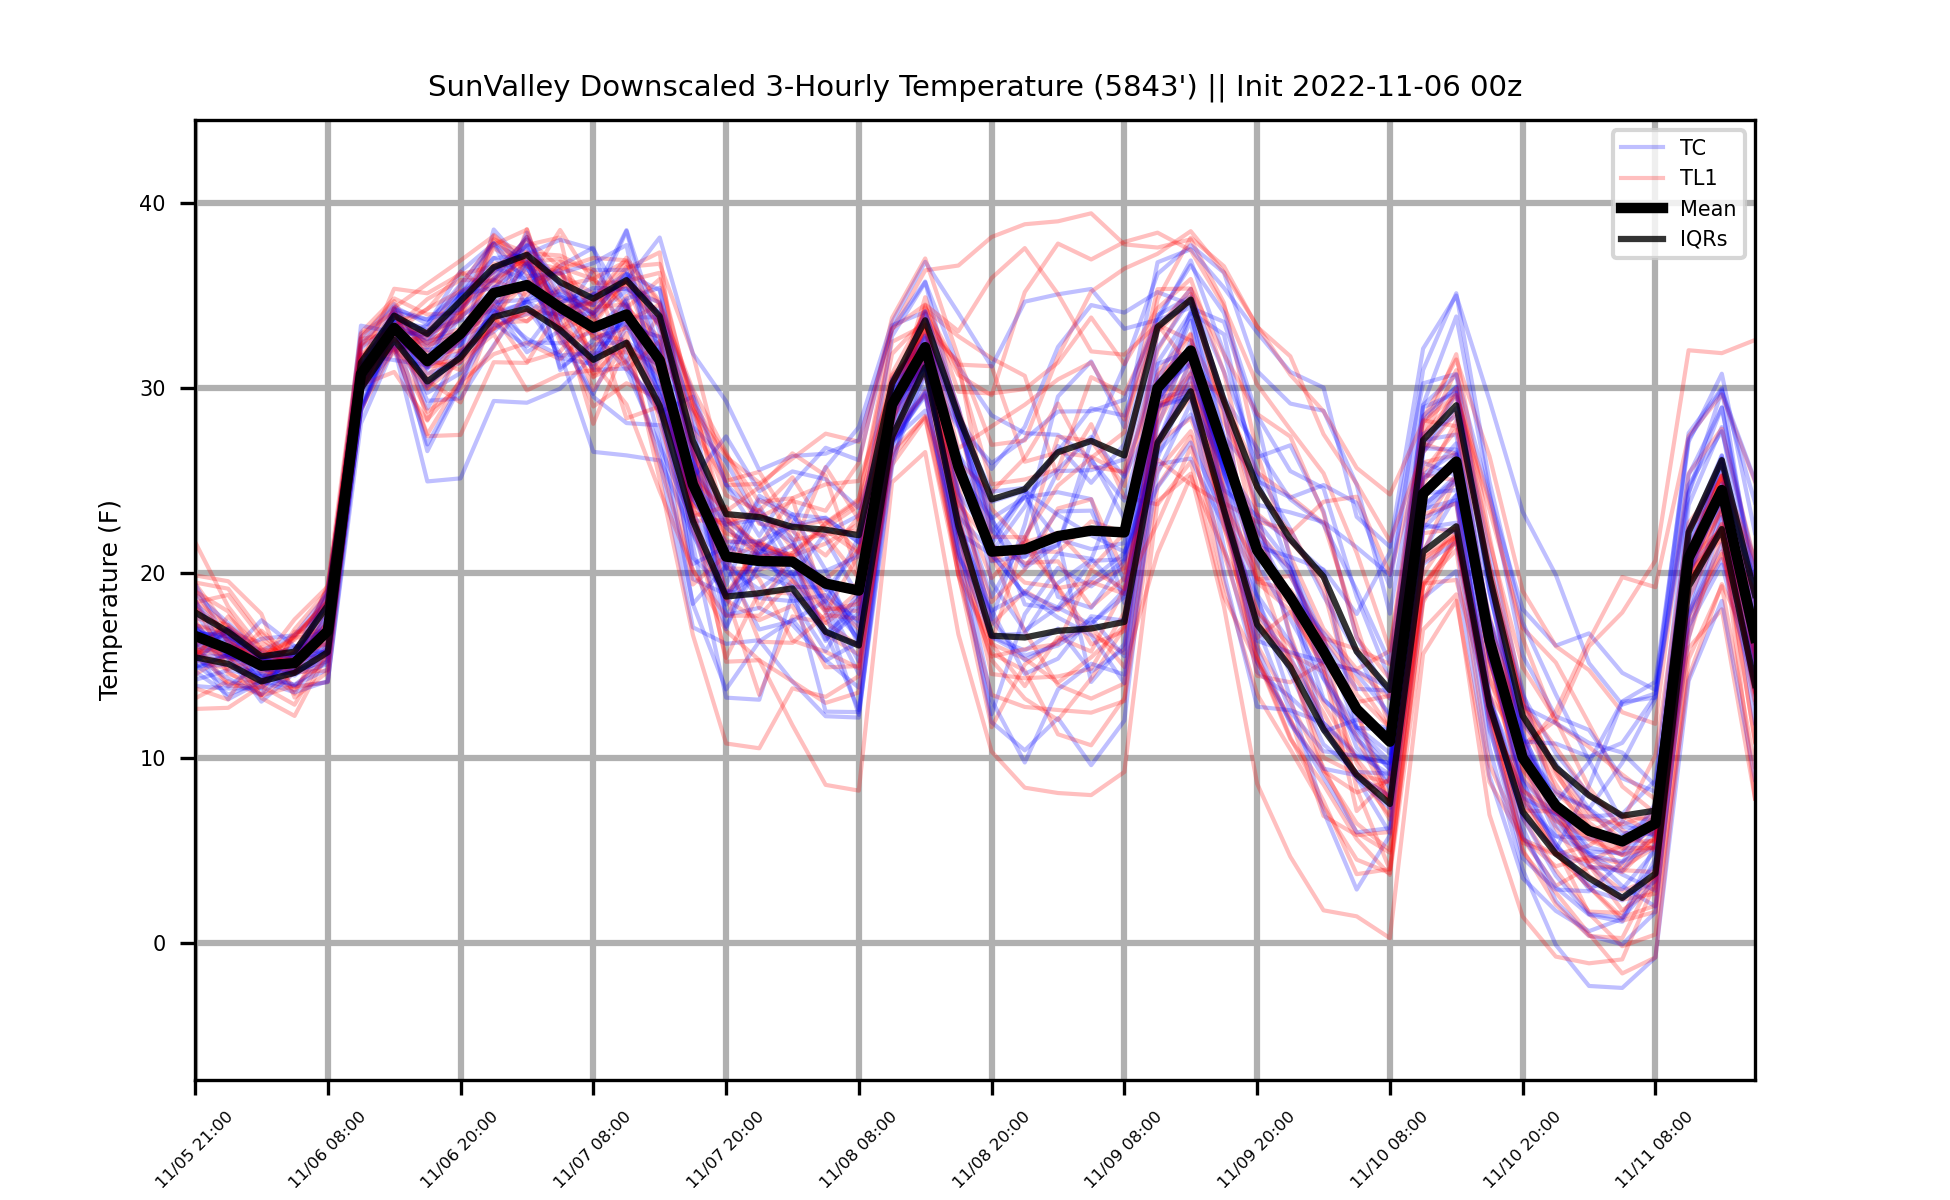 SunValley Downscaled 3-Hourly Temperature (5843') || Init 2022-11-06 00z
TC
TL1
Mean
IQRs
Temperature (F)
40
30
20
10
0
11/05 21:00
11/06 08:00
11/06 20:00
11/07 08:00
11/07 20:00
11/08 08:00
11/08 20:00
11/09 08:00
11/09 20:00
11/10 08:00
11/10 20:00
11/11 08:00